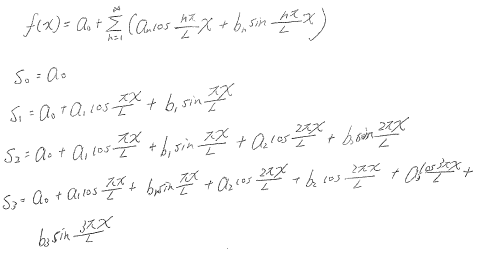 f(x) = a₀ + ∞∑n=1 (aₙ cos nπ/L x + bₙ sin nπ/L x)
S₀ = a₀
S₁ = a₀ + a₁ cos πx/L + b₁ sin πx/L
S₂ = a₀ + a₁ cos πx/L + b₁ sin πx/L + a₂ cos 2πx/L + b₂ sin 2πx/L
S₃ = a₀ + a₁ cos πx/L + b₁ sin πx/L + a₂ cos 2πx/L + b₂ cos 2πx/L + a₃ cos 3πx/L +
b₃ sin 3πx/L